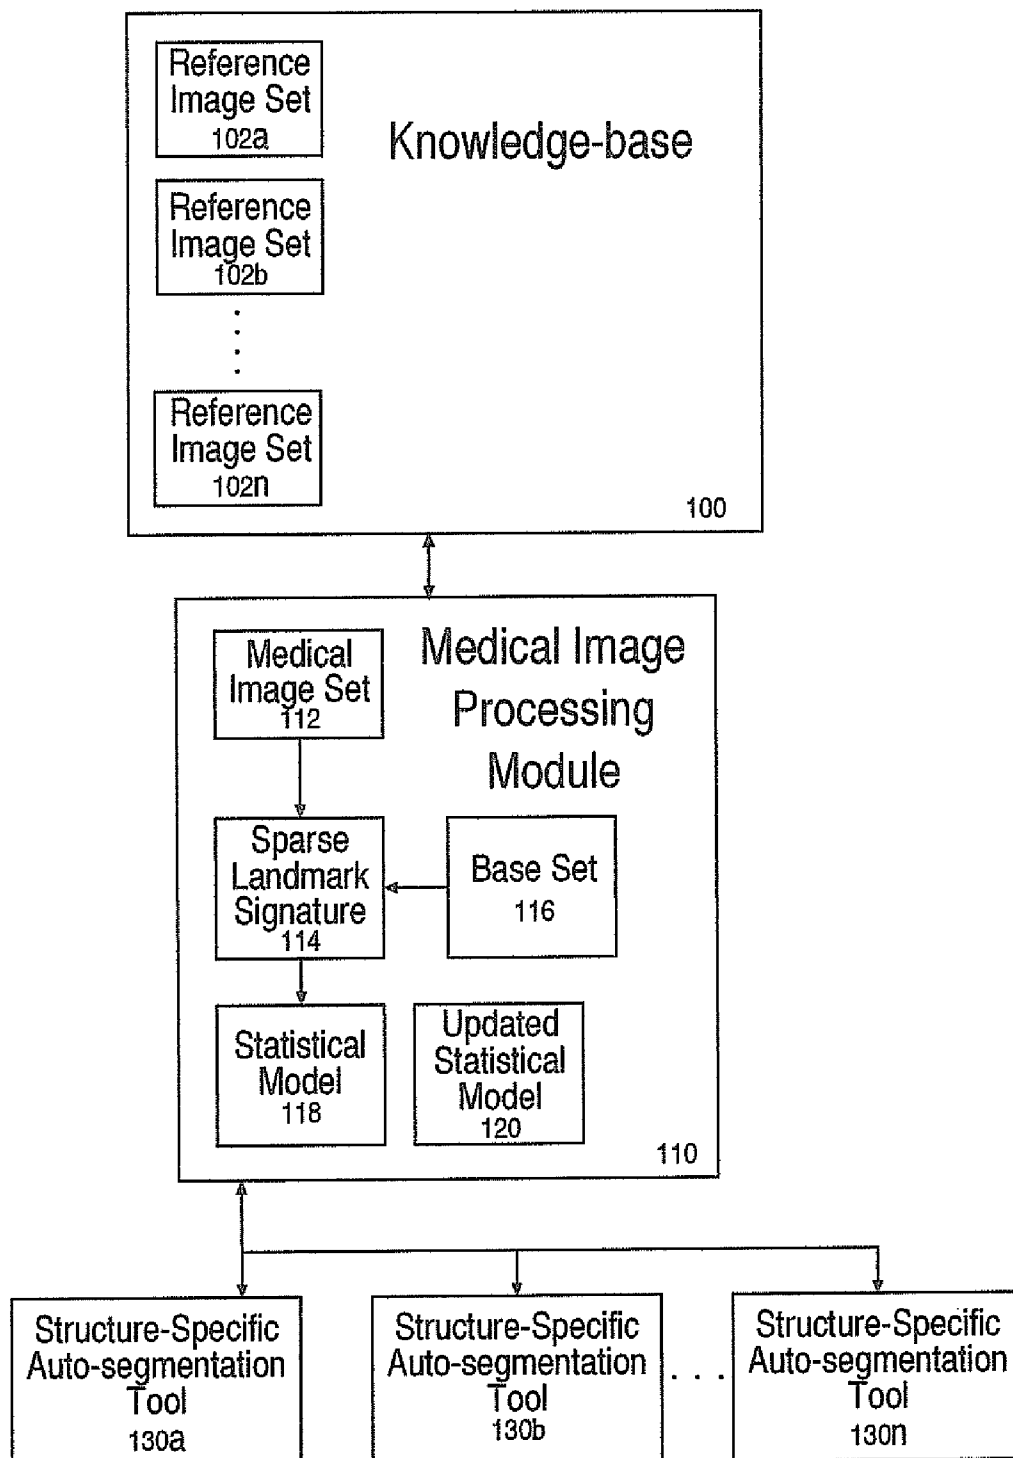 Reference
Image Set
102a
Knowledge-base
Reference
Image Set
102b
Reference
Image Set
102n
100
Medical
Image Set
112
Medical Image
Processing
Module
Sparse
Landmark
Signature
114
Base Set
116
Statistical
Model
118
Updated
Statistical
Model
120
110
Structure-Specific
Auto-segmentation
Tool
130a
Structure-Specific
Auto-segmentation
Tool
130b
. . .
Structure-Specific
Auto-segmentation
Tool
130n